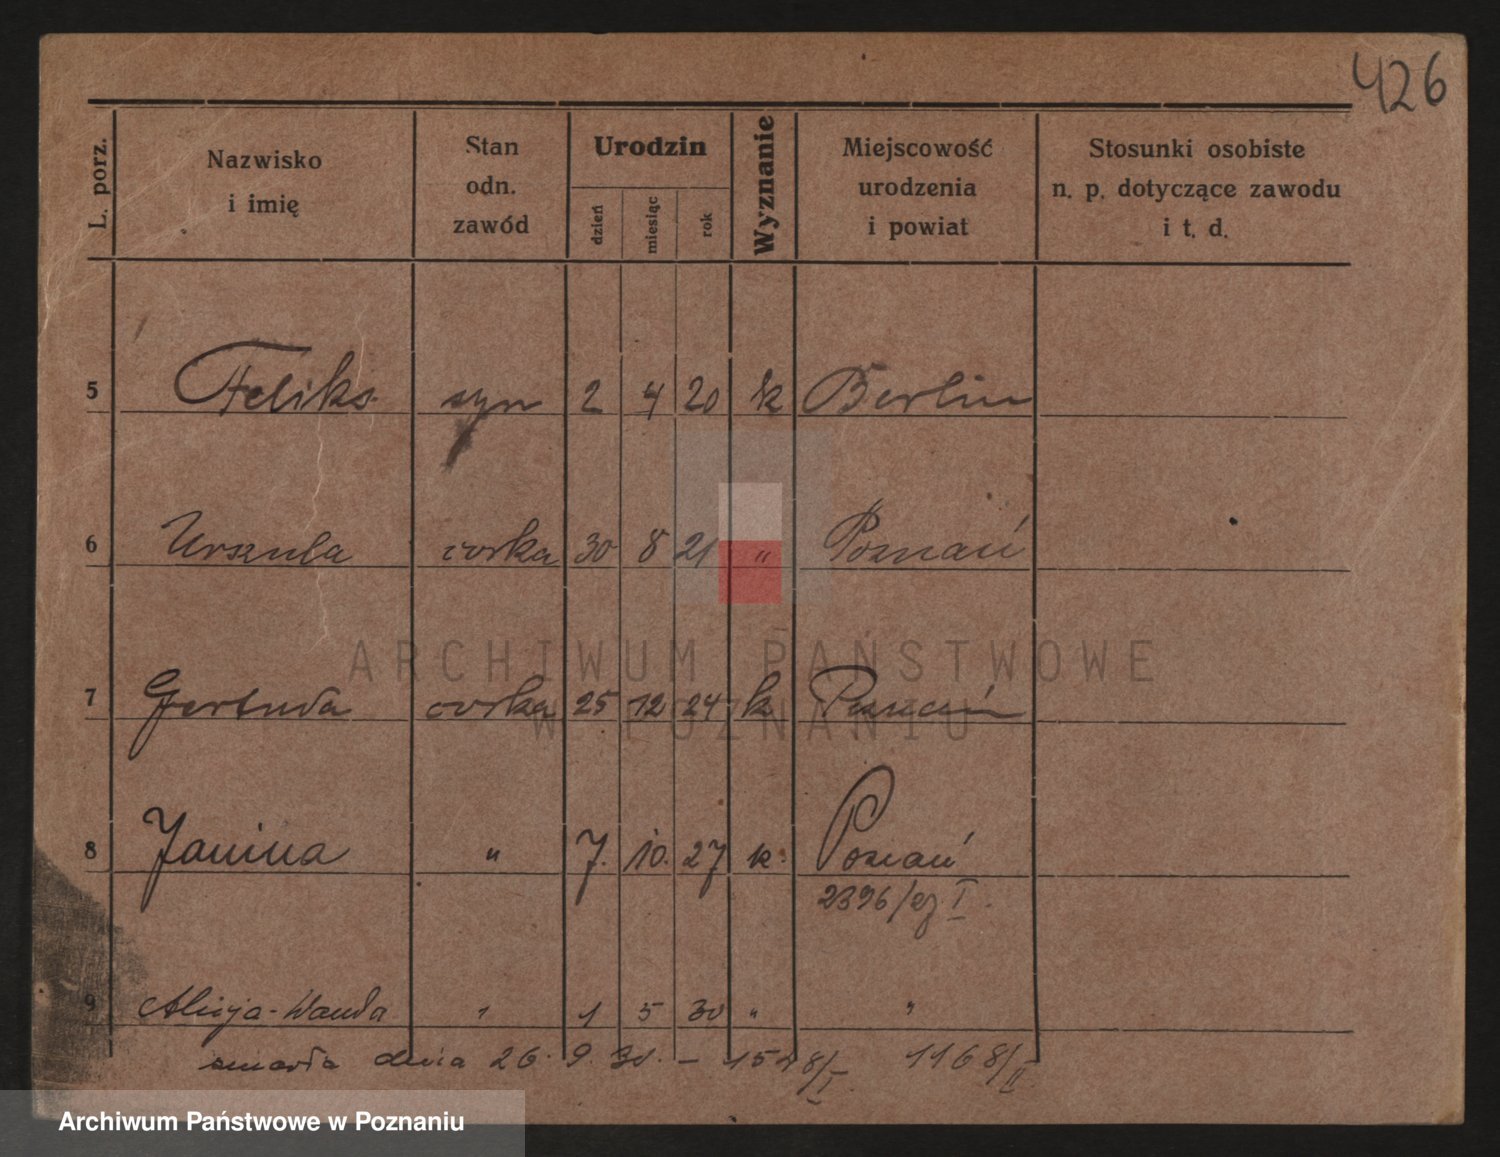 426
L. porz.
Nazwisko i imię
Stan odn. zawód
Urodzin
dzień miesiąc rok
Wyznanie
Miejscowość urodzenia i powiat
Stosunki osobiste n. p. dotyczące zawodu i t. d.
5 Feliks syn 2 4 20 k Berlin
6 Urszula córka 30 8 21 " Poznań
ARCHIWUM PAŃSTWOWE
W POZNANIU
7 Gertruda córka 25 12 24 k Poznań
8 Janina " 7. 10. 27 k. Poznań
2396/27 I.
9 Alicja-Wanda " 1 5 30 " "
zmarła dnia 26. 9. 30. – 1168/II
Archiwum Państwowe w Poznaniu